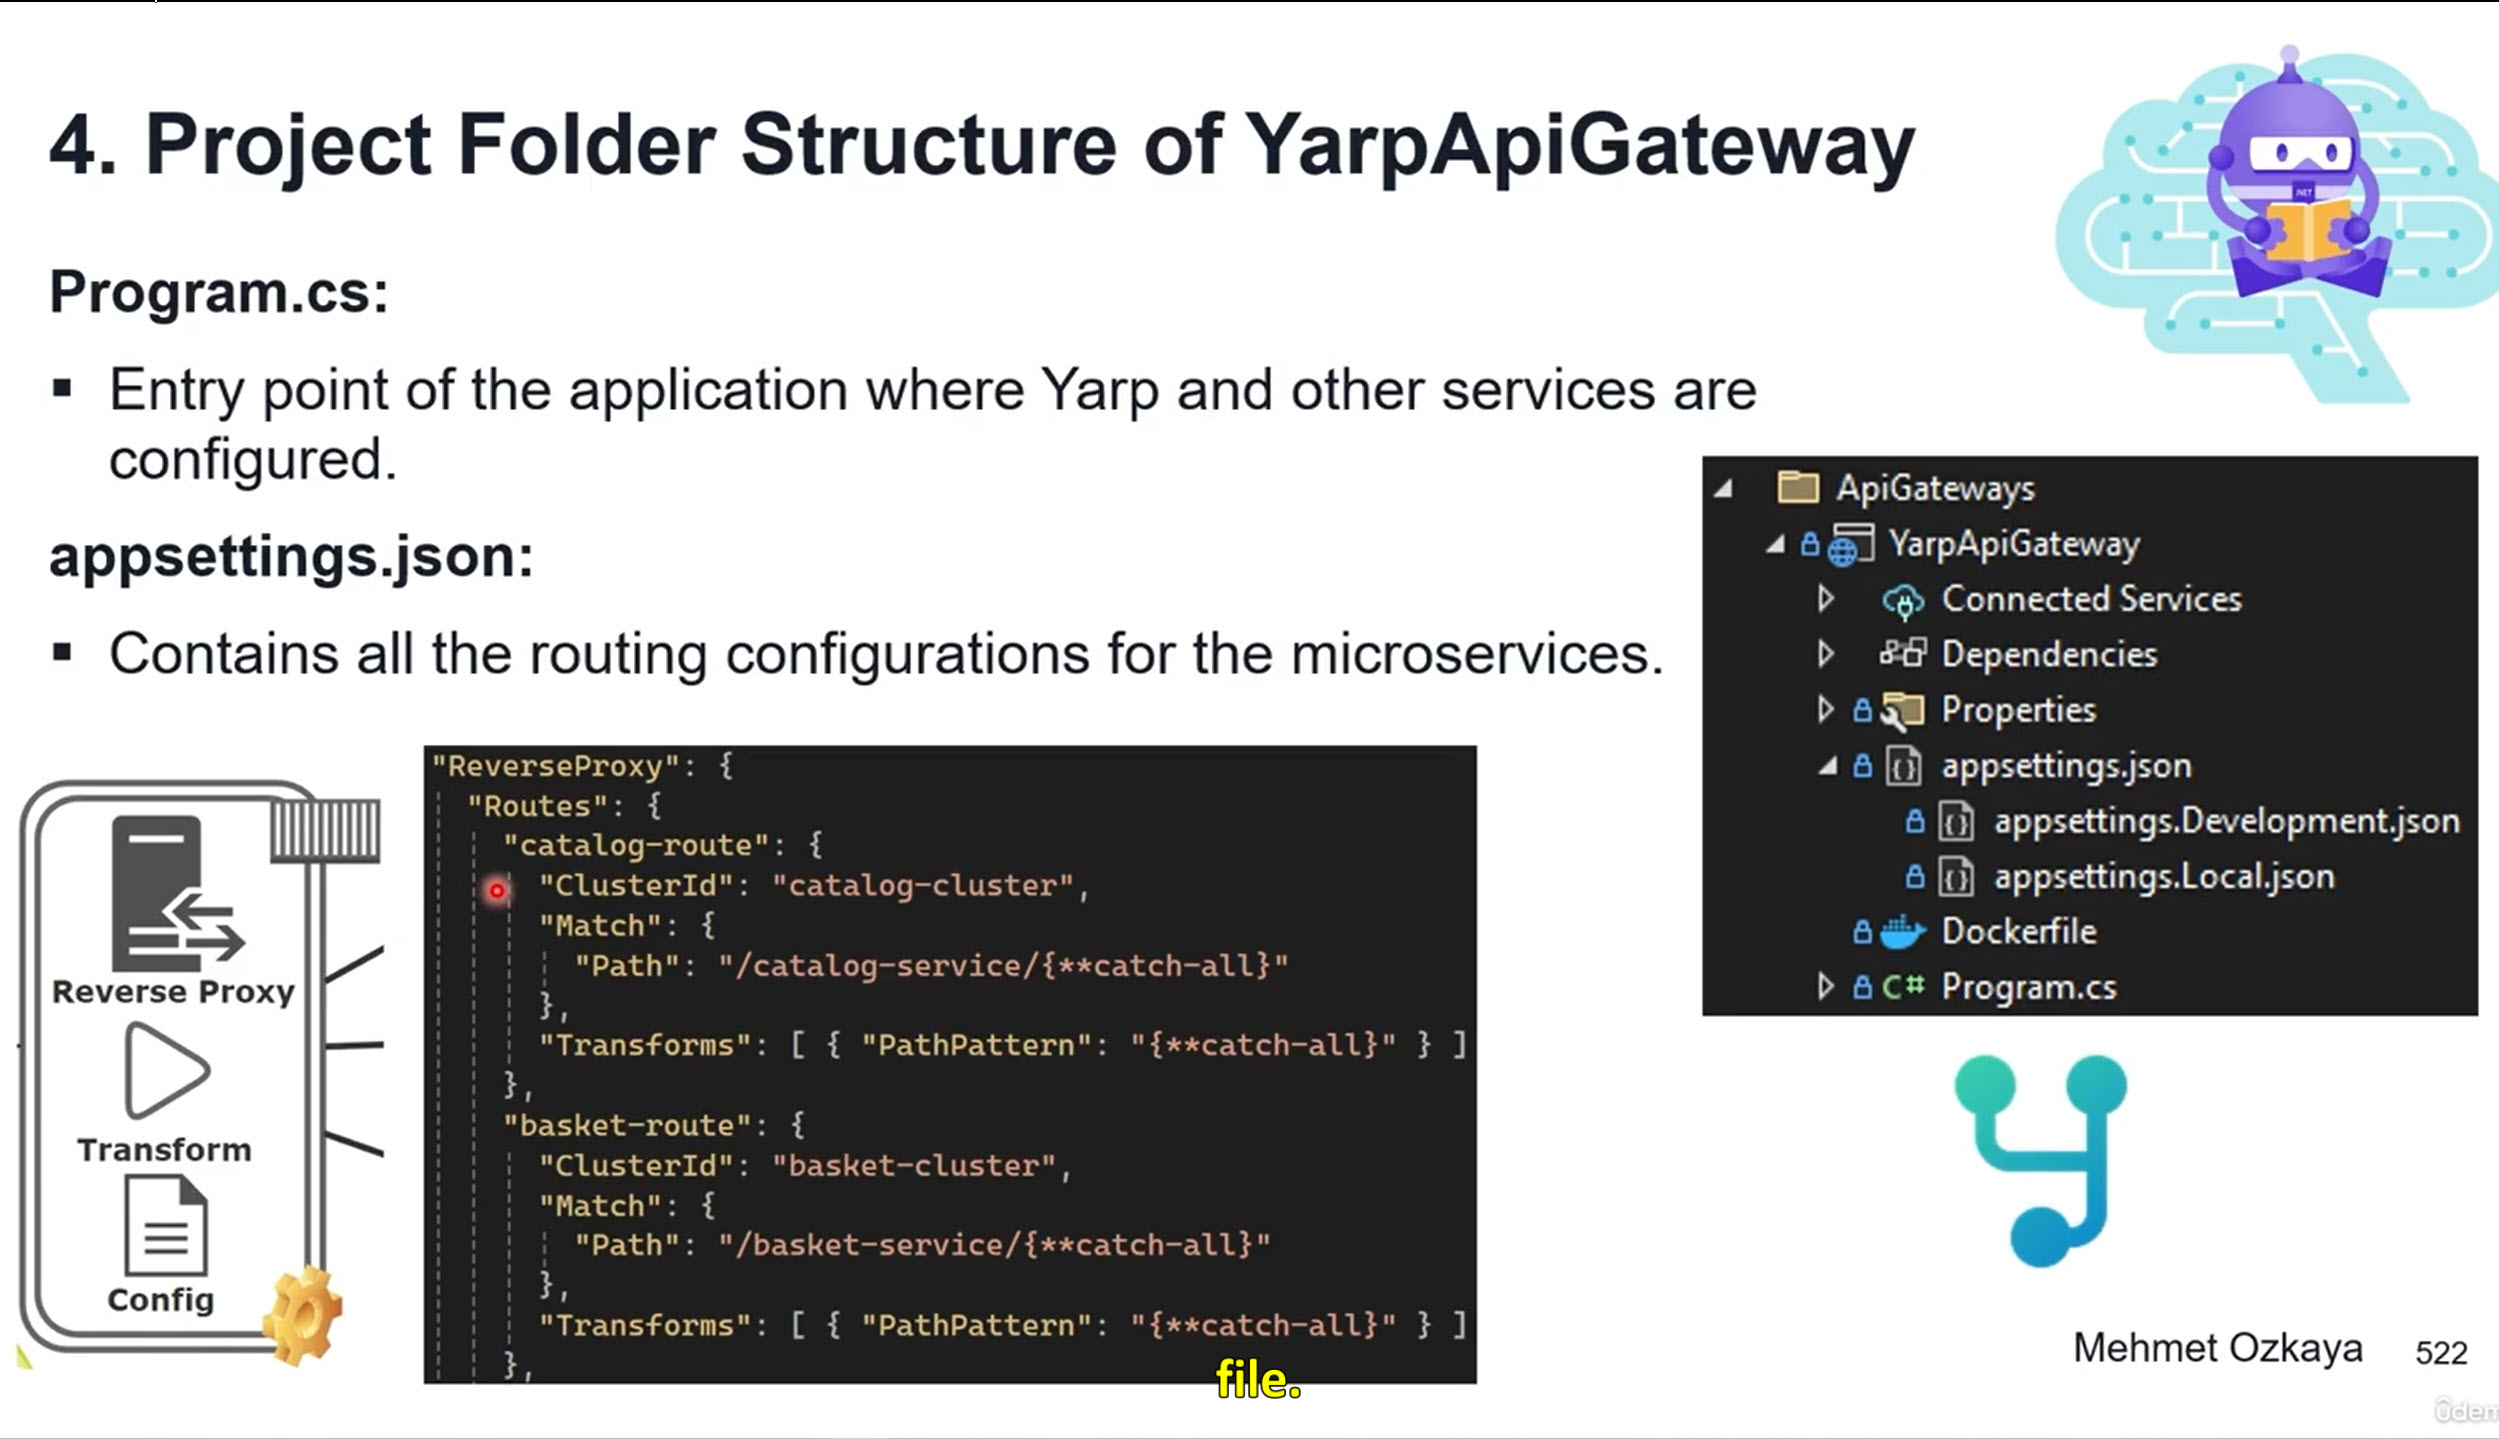 4. Project Folder Structure of YarpApiGateway
.NET
Program.cs:
▪ Entry point of the application where Yarp and other services are
configured.
appsettings.json:
▪ Contains all the routing configurations for the microservices.
ApiGateways
YarpApiGateway
Connected Services
Dependencies
Properties
appsettings.json
appsettings.Development.json
appsettings.Local.json
Dockerfile
C# Program.cs
Reverse Proxy
Transform
Config
"ReverseProxy": {
"Routes": {
"catalog-route": {
"ClusterId": "catalog-cluster",
"Match": {
"Path": "/catalog-service/{**catch-all}"
},
"Transforms": [ { "PathPattern": "{**catch-all}" } ]
},
"basket-route": {
"ClusterId": "basket-cluster",
"Match": {
"Path": "/basket-service/{**catch-all}"
},
"Transforms": [ { "PathPattern": "{**catch-all}" } ]
},
file.
Mehmet Ozkaya 522
ûdem